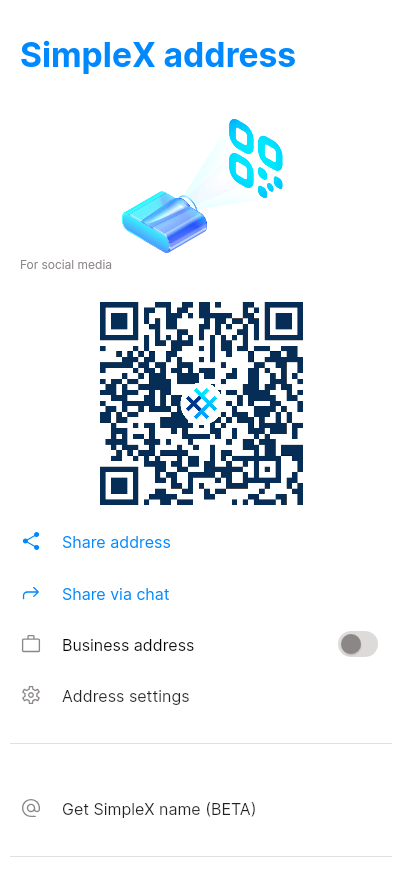 SimpleX address
For social media
Share address
Share via chat
Business address
Address settings
Get SimpleX name (BETA)